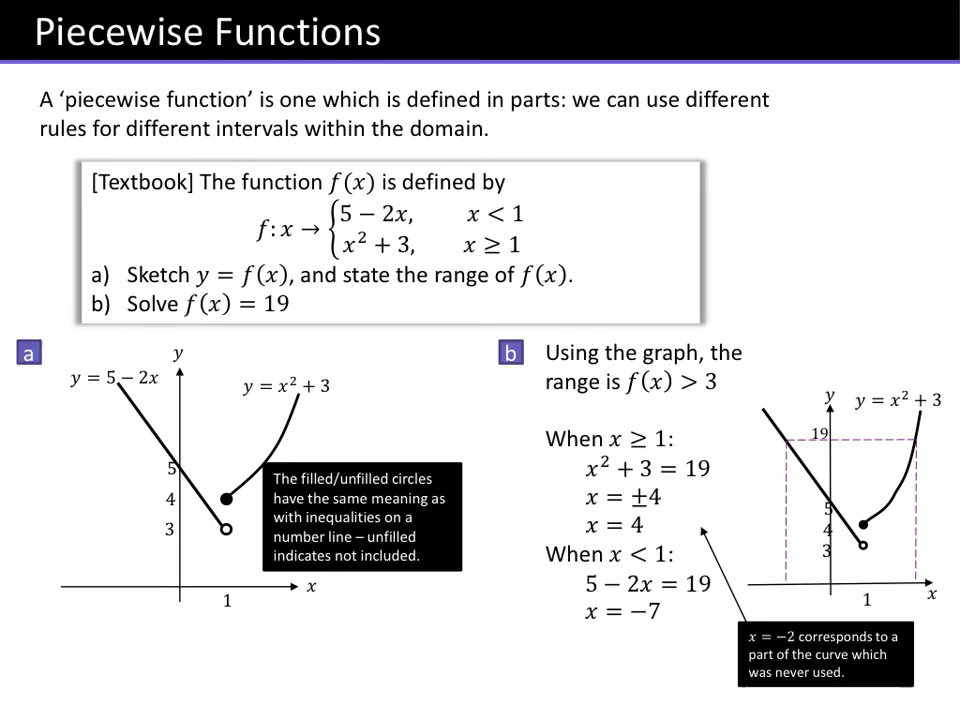 Piecewise Functions
A ‘piecewise function’ is one which is defined in parts: we can use different
rules for different intervals within the domain.
[Textbook] The function f(x) is defined by
f: x → {5 − 2x, x < 1
x² + 3, x ≥ 1
a) Sketch y = f(x), and state the range of f(x).
b) Solve f(x) = 19
a
y
y = 5 − 2x
y = x² + 3
5
4
3
1
x
The filled/unfilled circles
have the same meaning as
with inequalities on a
number line – unfilled
indicates not included.
b
Using the graph, the
range is f(x) > 3
When x ≥ 1:
x² + 3 = 19
x = ±4
x = 4
When x < 1:
5 − 2x = 19
x = −7
y
y = x² + 3
19
5
4
3
1
x
x = −2 corresponds to a
part of the curve which
was never used.